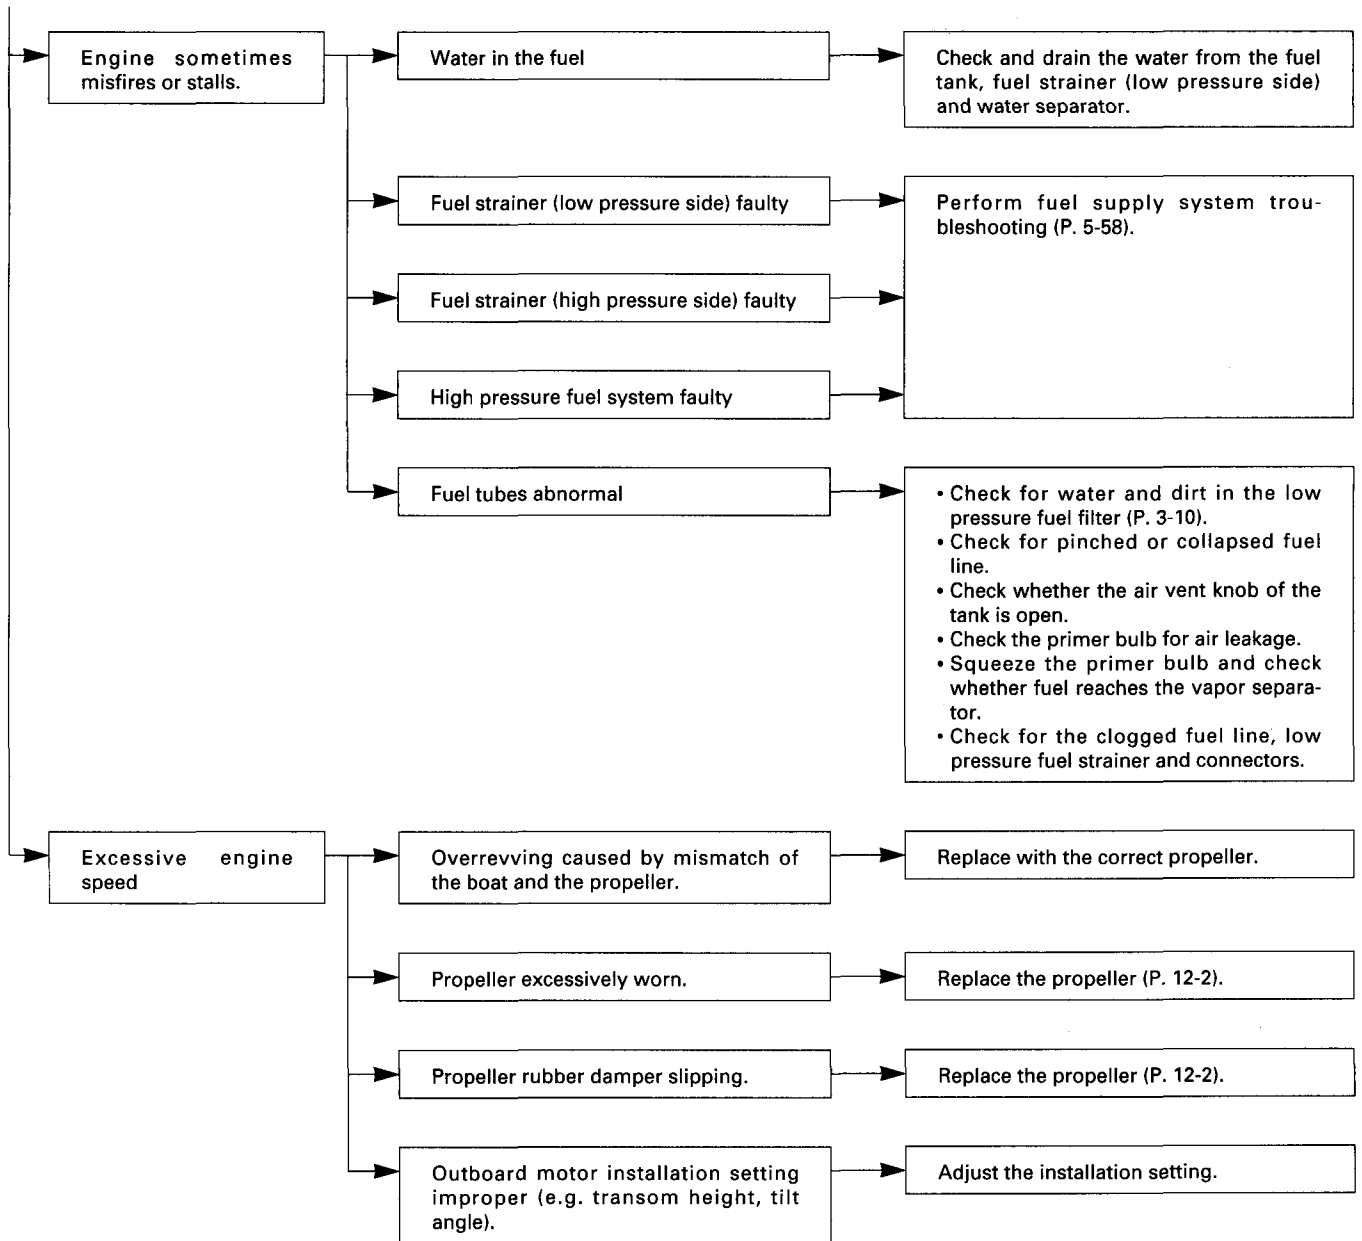 Engine sometimes
misfires or stalls.
Water in the fuel
Check and drain the water from the fuel
tank, fuel strainer (low pressure side)
and water separator.
Fuel strainer (low pressure side) faulty
Perform fuel supply system trou-
bleshooting (P. 5-58).
Fuel strainer (high pressure side) faulty
High pressure fuel system faulty
Fuel tubes abnormal
• Check for water and dirt in the low
pressure fuel filter (P. 3-10).
• Check for pinched or collapsed fuel
line.
• Check whether the air vent knob of the
tank is open.
• Check the primer bulb for air leakage.
• Squeeze the primer bulb and check
whether fuel reaches the vapor separa-
tor.
• Check for the clogged fuel line, low
pressure fuel strainer and connectors.
Excessive engine
speed
Overrevving caused by mismatch of
the boat and the propeller.
Replace with the correct propeller.
Propeller excessively worn.
Replace the propeller (P. 12-2).
Propeller rubber damper slipping.
Replace the propeller (P. 12-2).
Outboard motor installation setting
improper (e.g. transom height, tilt
angle).
Adjust the installation setting.